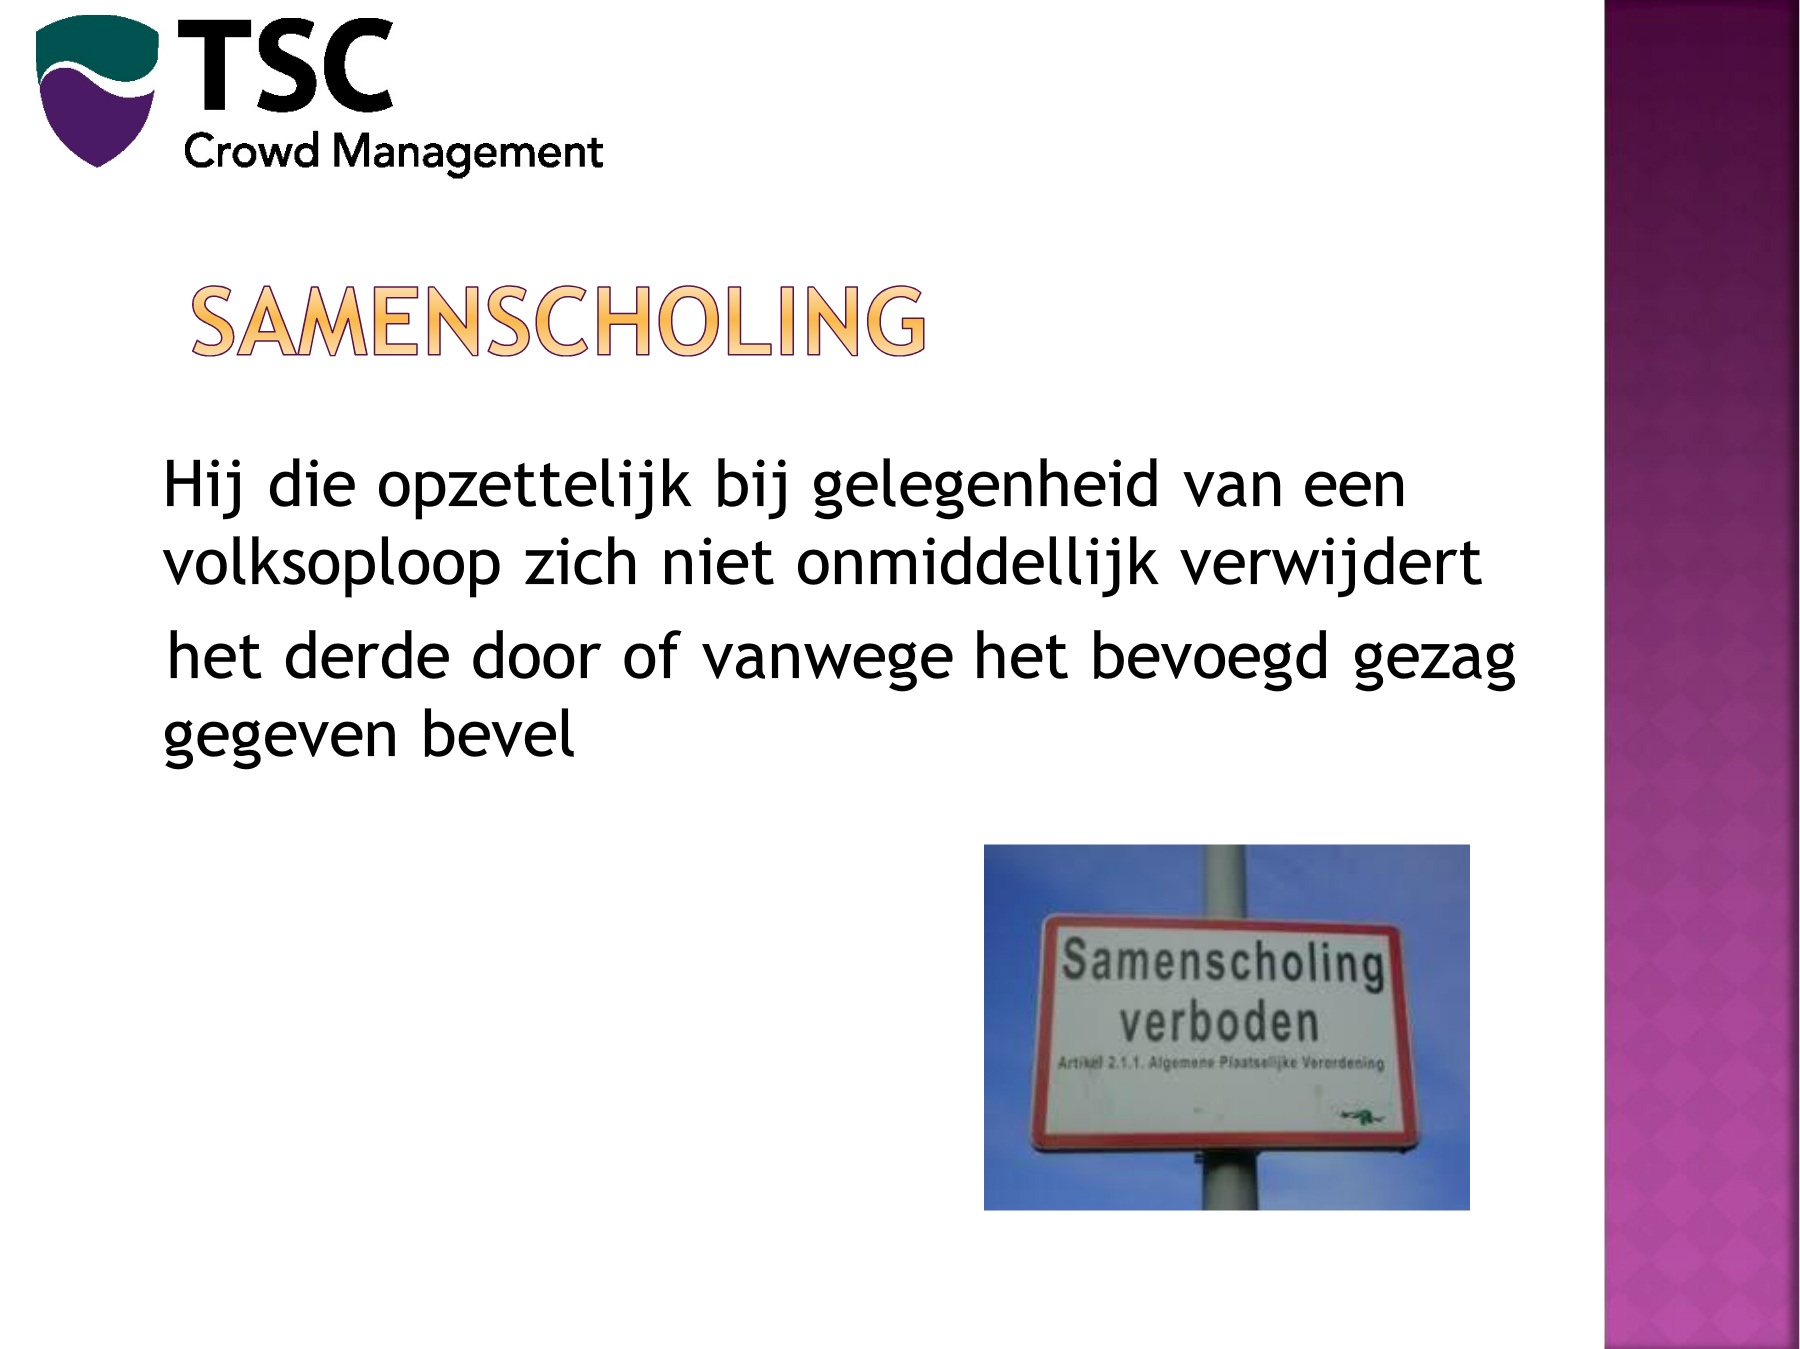 TSC
Crowd Management
SAMENSCHOLING
Hij die opzettelijk bij gelegenheid van een
volksoploop zich niet onmiddellijk verwijdert
het derde door of vanwege het bevoegd gezag
gegeven bevel
Samenscholing
verboden
Artikel 2.1.1. Algemene Plaatselijke Verordening